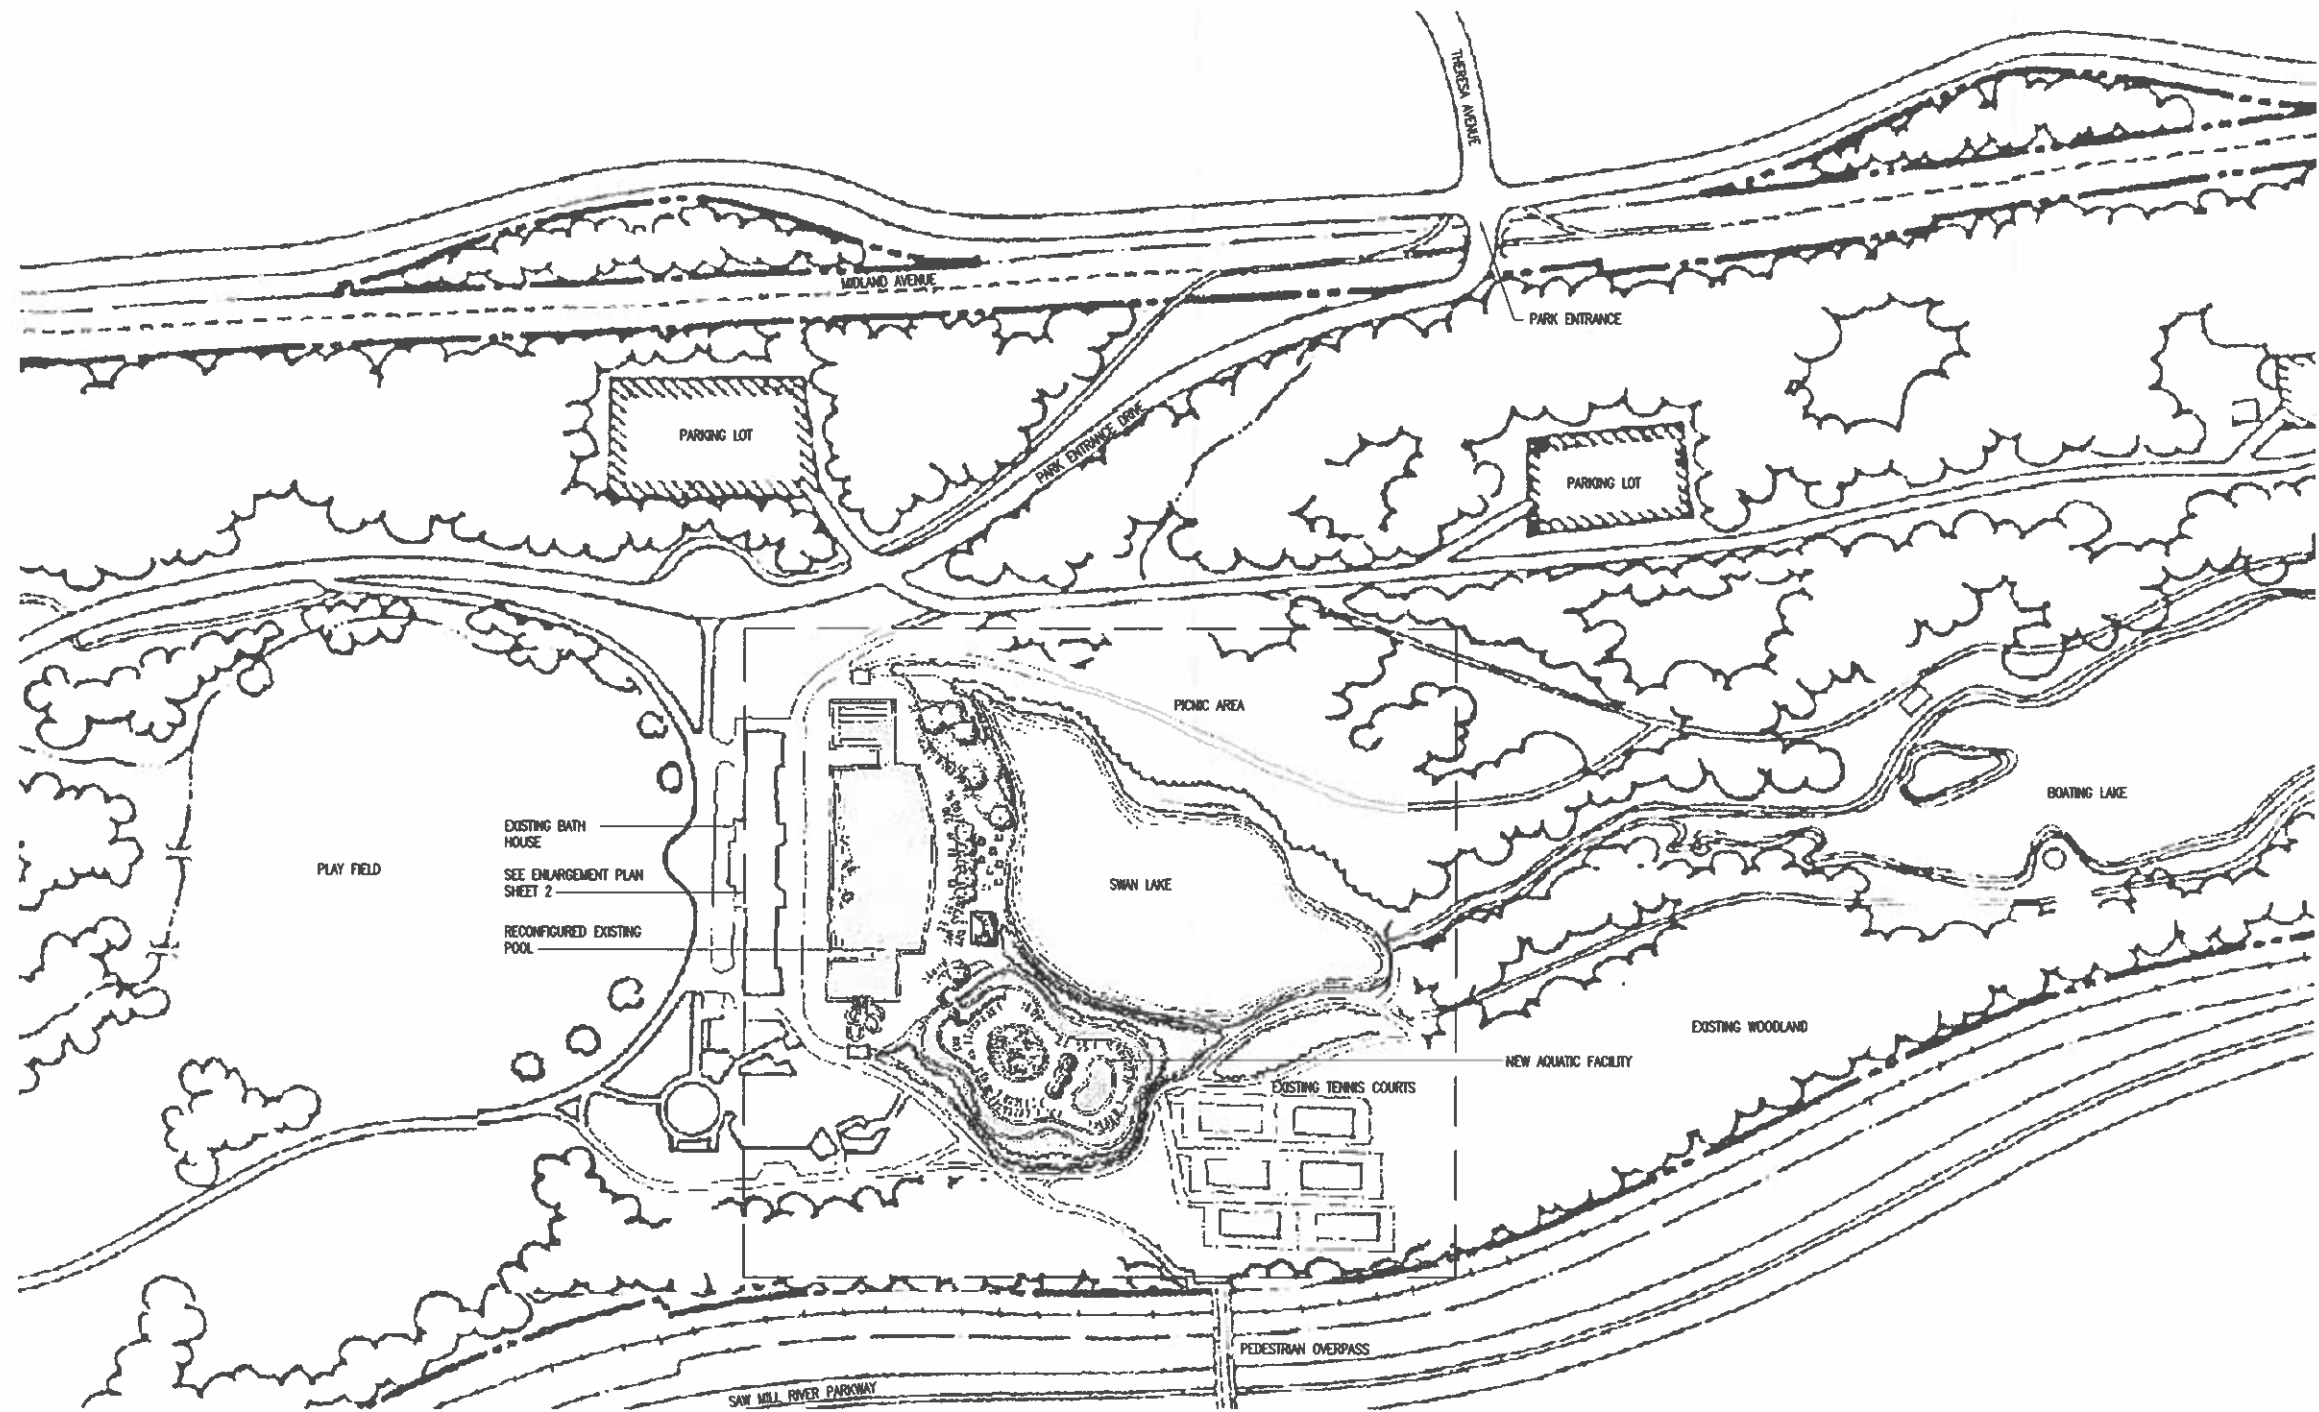 THERESA AVENUE
MIDLAND AVENUE
PARK ENTRANCE
PARKING LOT
PARK ENTRANCE DRIVE
PARKING LOT
PICNIC AREA
BOATING LAKE
EXISTING BATH
HOUSE
PLAY FIELD
SEE ENLARGEMENT PLAN
SHEET 2
SWAN LAKE
RECONFIGURED EXISTING
POOL
EXISTING WOODLAND
NEW AQUATIC FACILITY
EXISTING TENNIS COURTS
PEDESTRIAN OVERPASS
SAW MILL RIVER PARKWAY